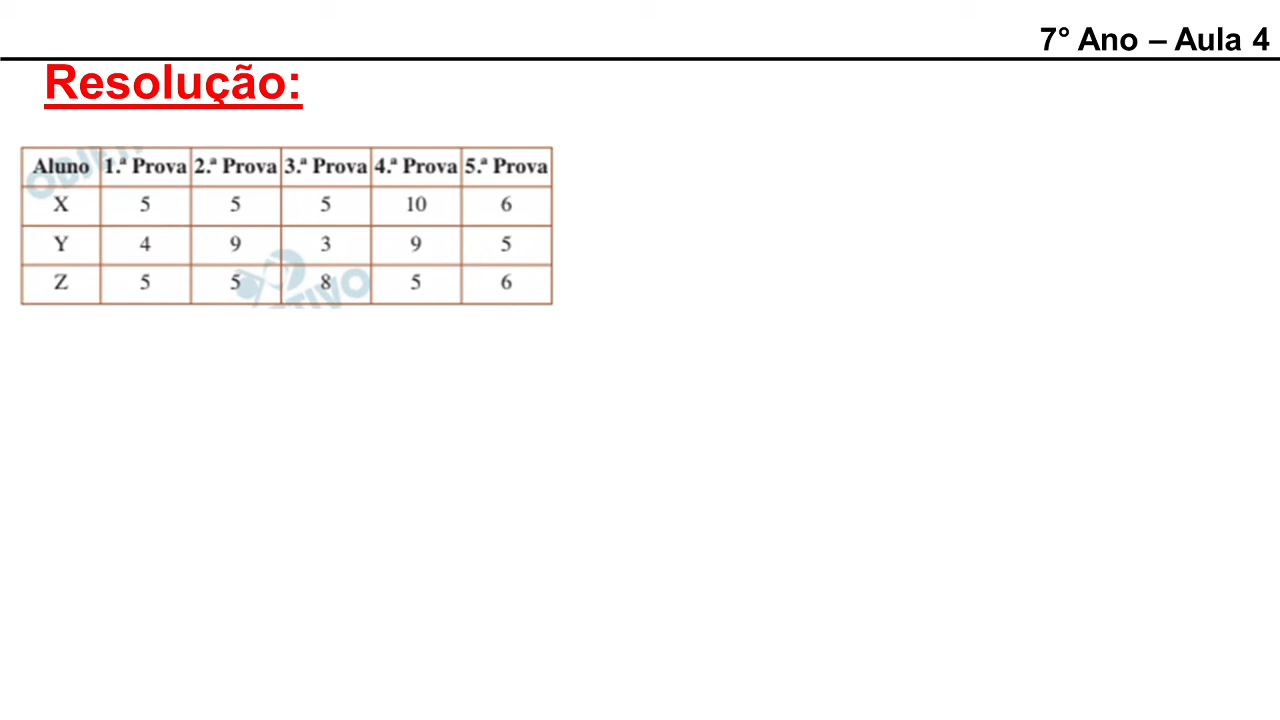 7° Ano – Aula 4
Resolução:
Aluno 1.ª Prova 2.ª Prova 3.ª Prova 4.ª Prova 5.ª Prova
X 5 5 5 10 6
Y 4 9 3 9 5
Z 5 5 8 5 6